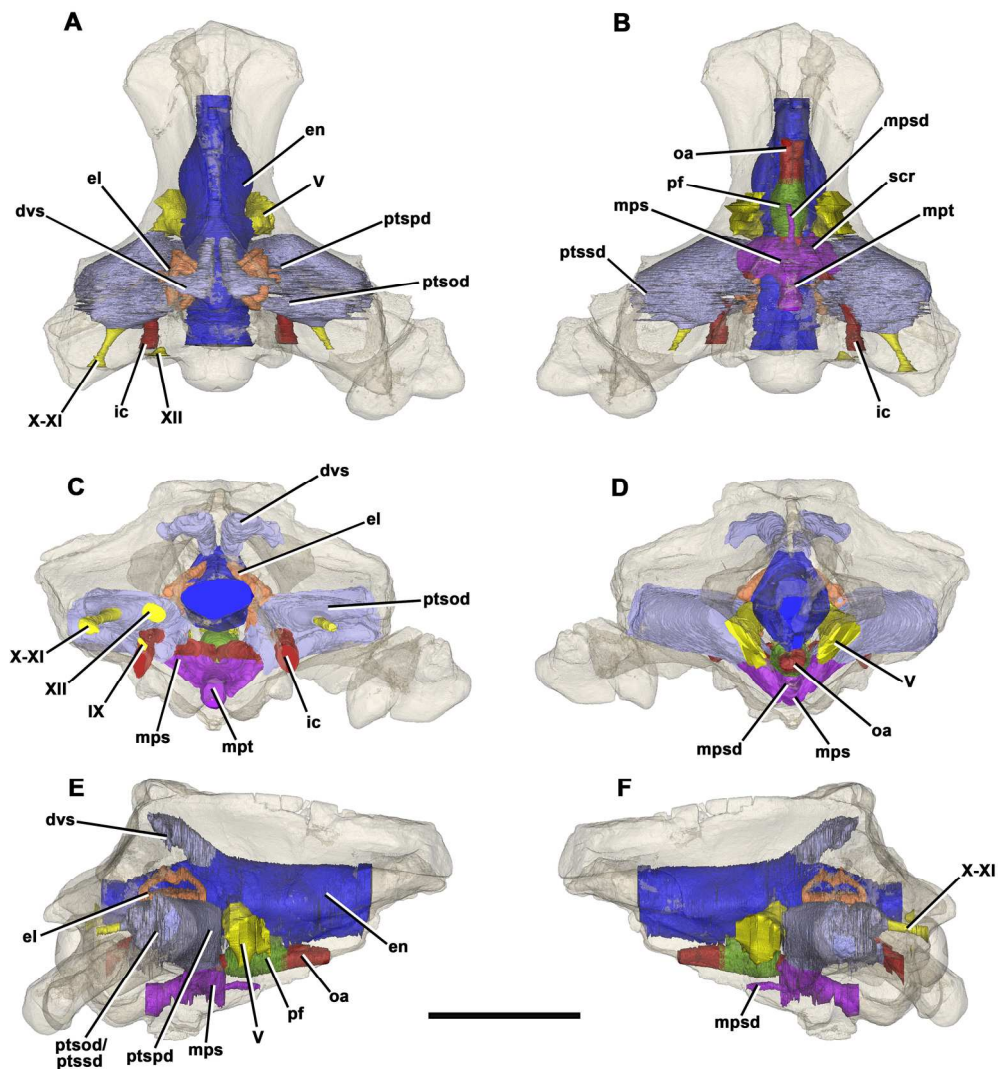 A
en
el
V
dvs
ptspd
ptsod
X-XI
ic
XII
B
mpsd
oa
pf
scr
mps
mpt
ptssd
ic
C
dvs
el
ptsod
X-XI
XII
IX
mps
mpt
ic
D
V
oa
mpsd
mps
E
dvs
el
en
oa
pf
V
ptsod/
ptssd
ptspd
mps
F
X-XI
mpsd